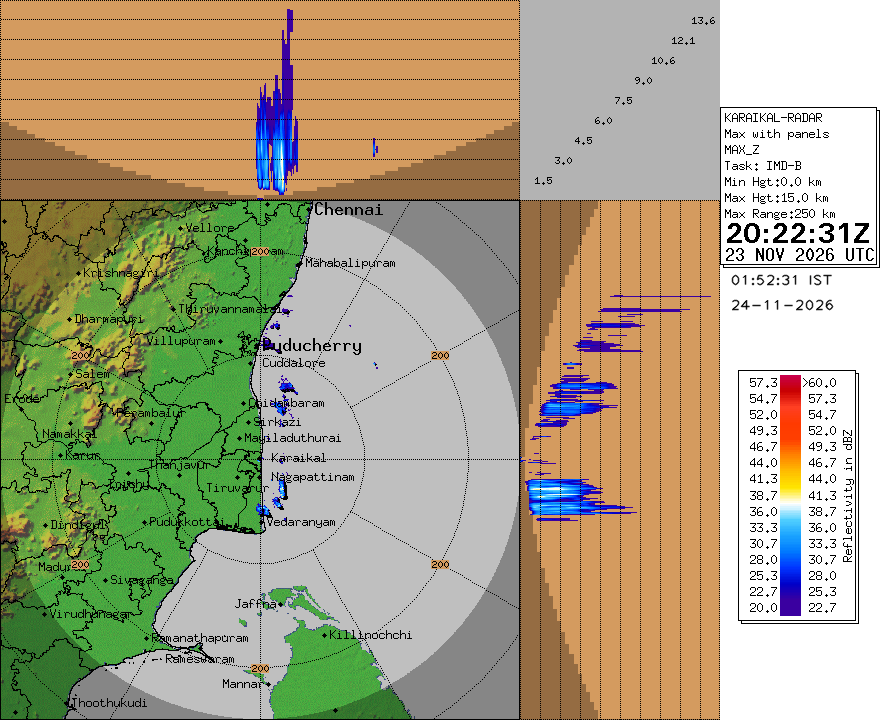 13.6
12.1
10.6
9.0
7.5
6.0
4.5
3.0
1.5
KARAIKAL-RADAR
Max with panels
MAX_Z
Task: IMD-B
Min Hgt:0.0 km
Max Hgt:15.0 km
Max Range:250 km
20:22:31Z
23 NOV 2026 UTC
01:52:31 IST
24-11-2026
57.3 >60.0
54.7 57.3
52.0 54.7
49.3 52.0
46.7 49.3
44.0 46.7
41.3 44.0
38.7 41.3
36.0 38.7
33.3 36.0
30.7 33.3
28.0 30.7
25.3 28.0
22.7 25.3
20.0 22.7
Reflectivity in dBZ
Chennai
Vellore
200
Mahabalipuram
Krishnagiri
Thiruvannamalai
Dharmapuri
Villupuram
Puducherry
200
200
Cuddalore
Salem
Erode
Chidambaram
Perambalur
Sirkazi
Namakkal
Mayiladuthurai
Karur
Karaikal
Thanjavur
Nagapattinam
Tiruvarur
Pudukkottai
Vedaranyam
Dindigul
200
200
Sivaganga
Jaffna
Virudhunagar
Ramanathapuram
Killinochchi
Rameswaram
200
Mannar
Thoothukudi